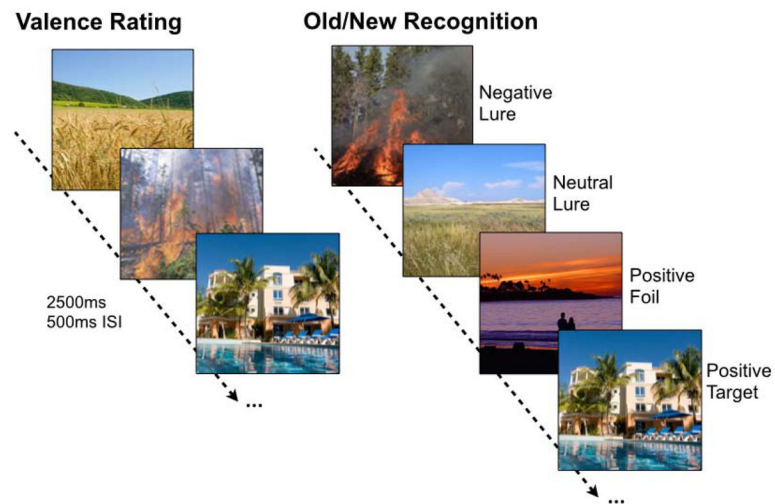 Valence Rating
Old/New Recognition
Negative
Lure
Neutral
Lure
Positive
Foil
Positive
Target
2500ms
500ms ISI
...
...